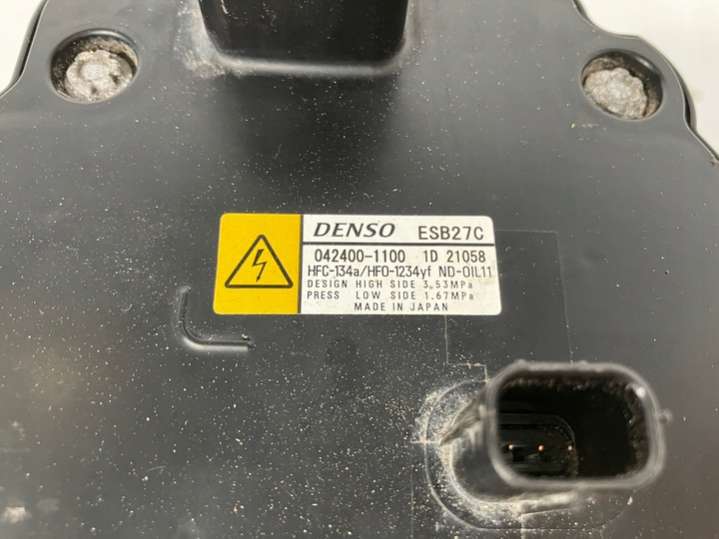 DENSO ESB27C
042400-1100 1D 21058
HFC-134a/HFO-1234yf ND-OIL11
DESIGN HIGH SIDE 3.53MPa
PRESS LOW SIDE 1.67MPa
MADE IN JAPAN